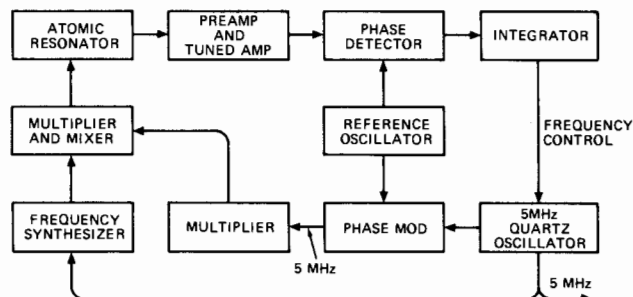 ATOMIC
RESONATOR
PREAMP
AND
TUNED AMP
PHASE
DETECTOR
INTEGRATOR
MULTIPLIER
AND MIXER
REFERENCE
OSCILLATOR
FREQUENCY
CONTROL
FREQUENCY
SYNTHESIZER
MULTIPLIER
PHASE MOD
5MHz
QUARTZ
OSCILLATOR
5 MHz
5 MHz